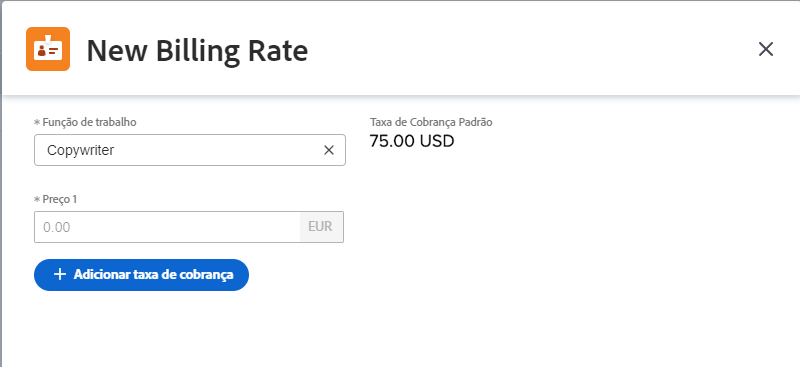 New Billing Rate
* Função de trabalho
Taxa de Cobrança Padrão
Copywriter
75.00 USD
* Preço 1
0.00 EUR
+ Adicionar taxa de cobrança